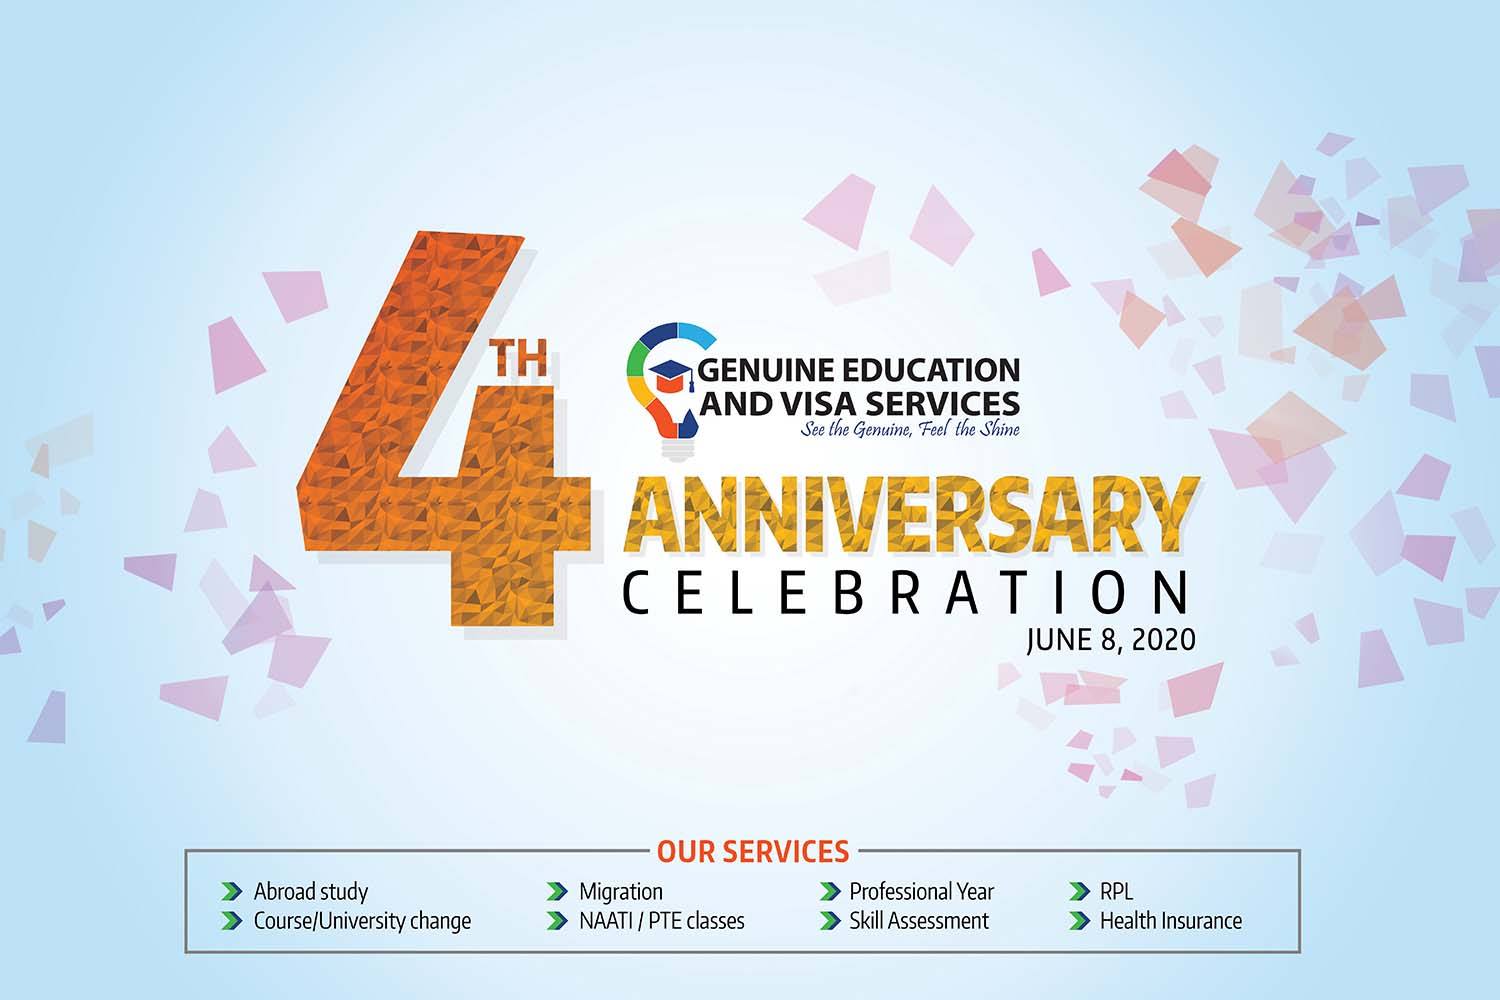 4TH
GENUINE EDUCATION
AND VISA SERVICES
See the Genuine, Feel the Shine
ANNIVERSARY
CELEBRATION
JUNE 8, 2020
OUR SERVICES
Abroad study
Course/University change
Migration
NAATI / PTE classes
Professional Year
Skill Assessment
RPL
Health Insurance